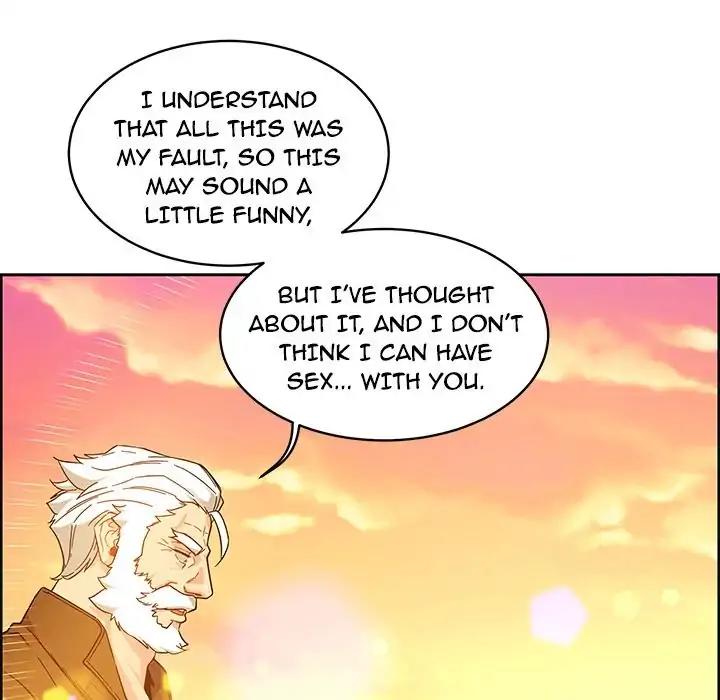 I UNDERSTAND
THAT ALL THIS WAS
MY FAULT, SO THIS
MAY SOUND A
LITTLE FUNNY,
BUT I'VE THOUGHT
ABOUT IT, AND I DON'T
THINK I CAN HAVE
SEX... WITH YOU.